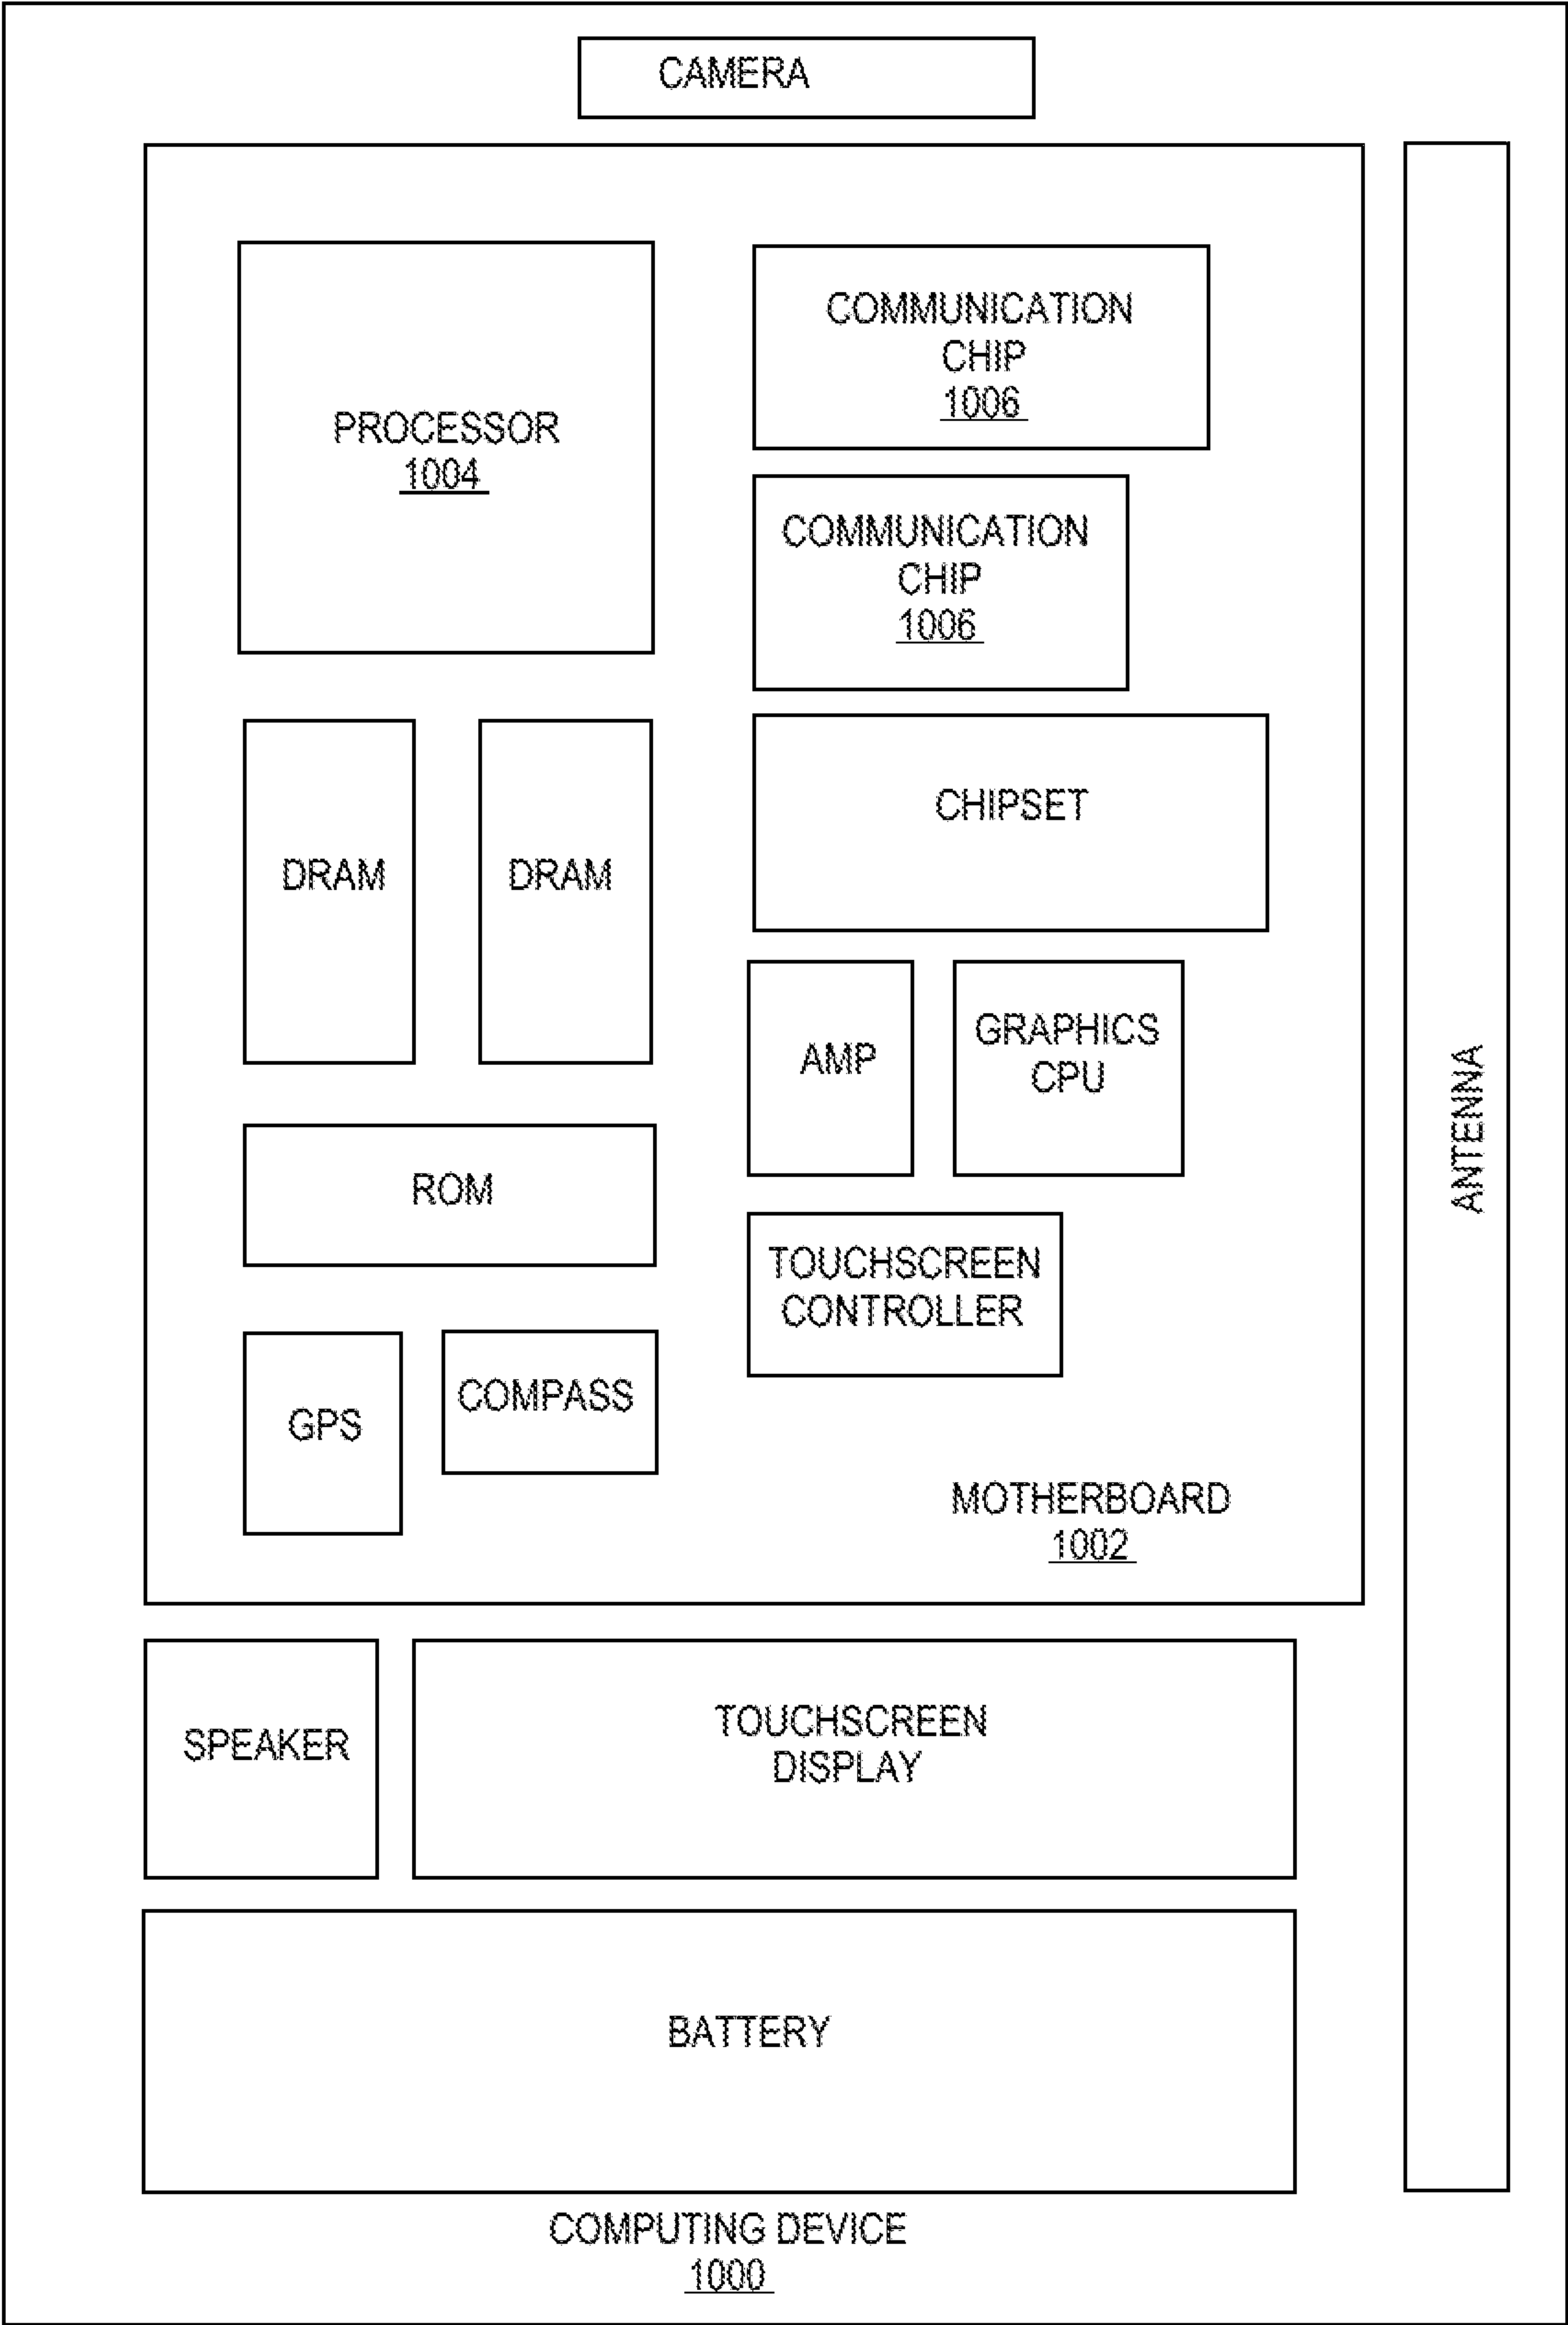 CAMERA
PROCESSOR
1004
COMMUNICATION
CHIP
1006
COMMUNICATION
CHIP
1006
DRAM
DRAM
CHIPSET
AMP
GRAPHICS
CPU
ROM
TOUCHSCREEN
CONTROLLER
GPS
COMPASS
MOTHERBOARD
1002
ANTENNA
SPEAKER
TOUCHSCREEN
DISPLAY
BATTERY
COMPUTING DEVICE
1000